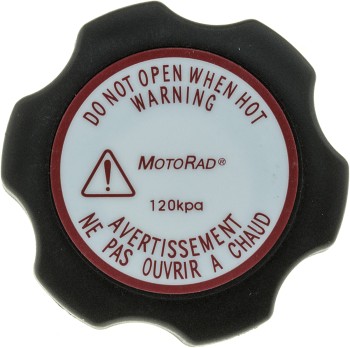 DO NOT OPEN WHEN HOT
WARNING
MOTORAD®
120kpa
AVERTISSEMENT
NE PAS OUVRIR A CHAUD